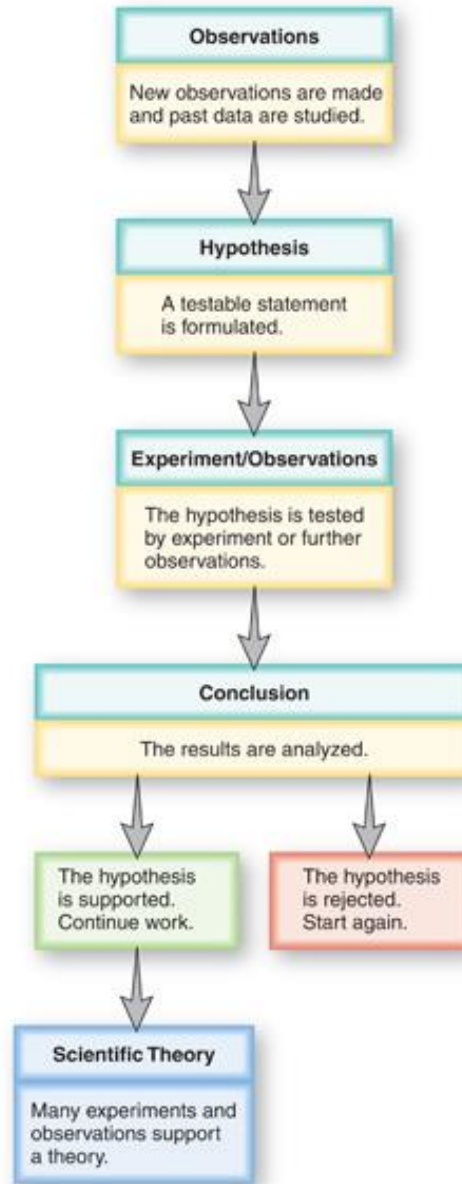 Observations
New observations are made
and past data are studied.
Hypothesis
A testable statement
is formulated.
Experiment/Observations
The hypothesis is tested
by experiment or further
observations.
Conclusion
The results are analyzed.
The hypothesis
is supported.
Continue work.
The hypothesis
is rejected.
Start again.
Scientific Theory
Many experiments and
observations support
a theory.